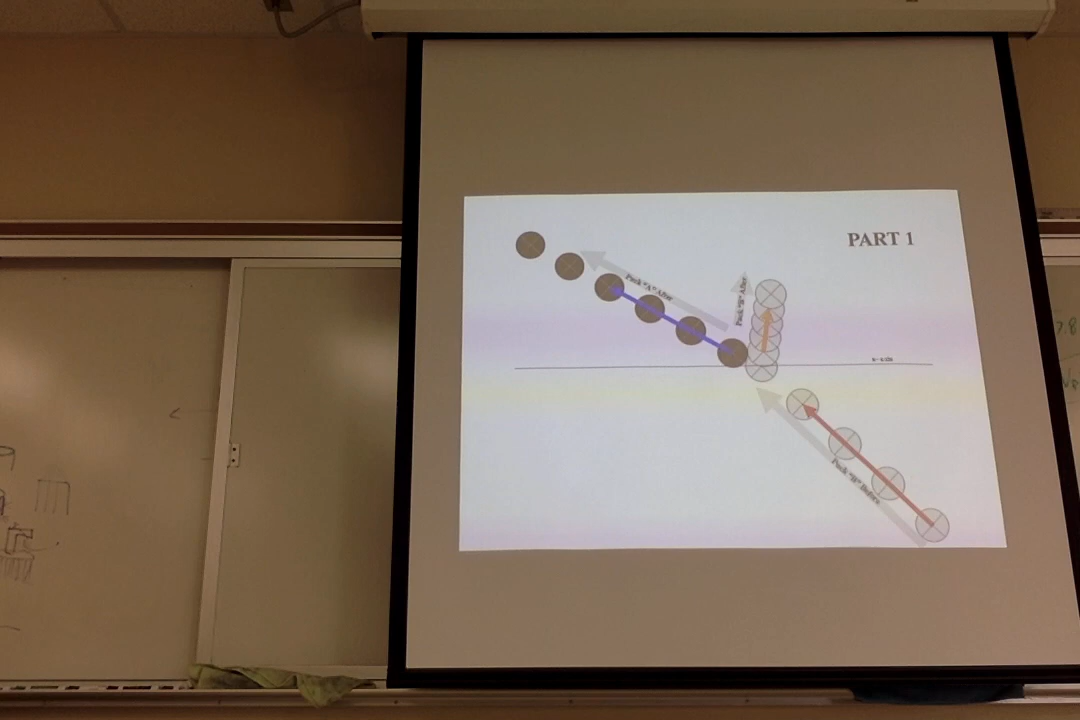 PART 1
Puck "A" After
Puck "B" After
Puck "B" Before